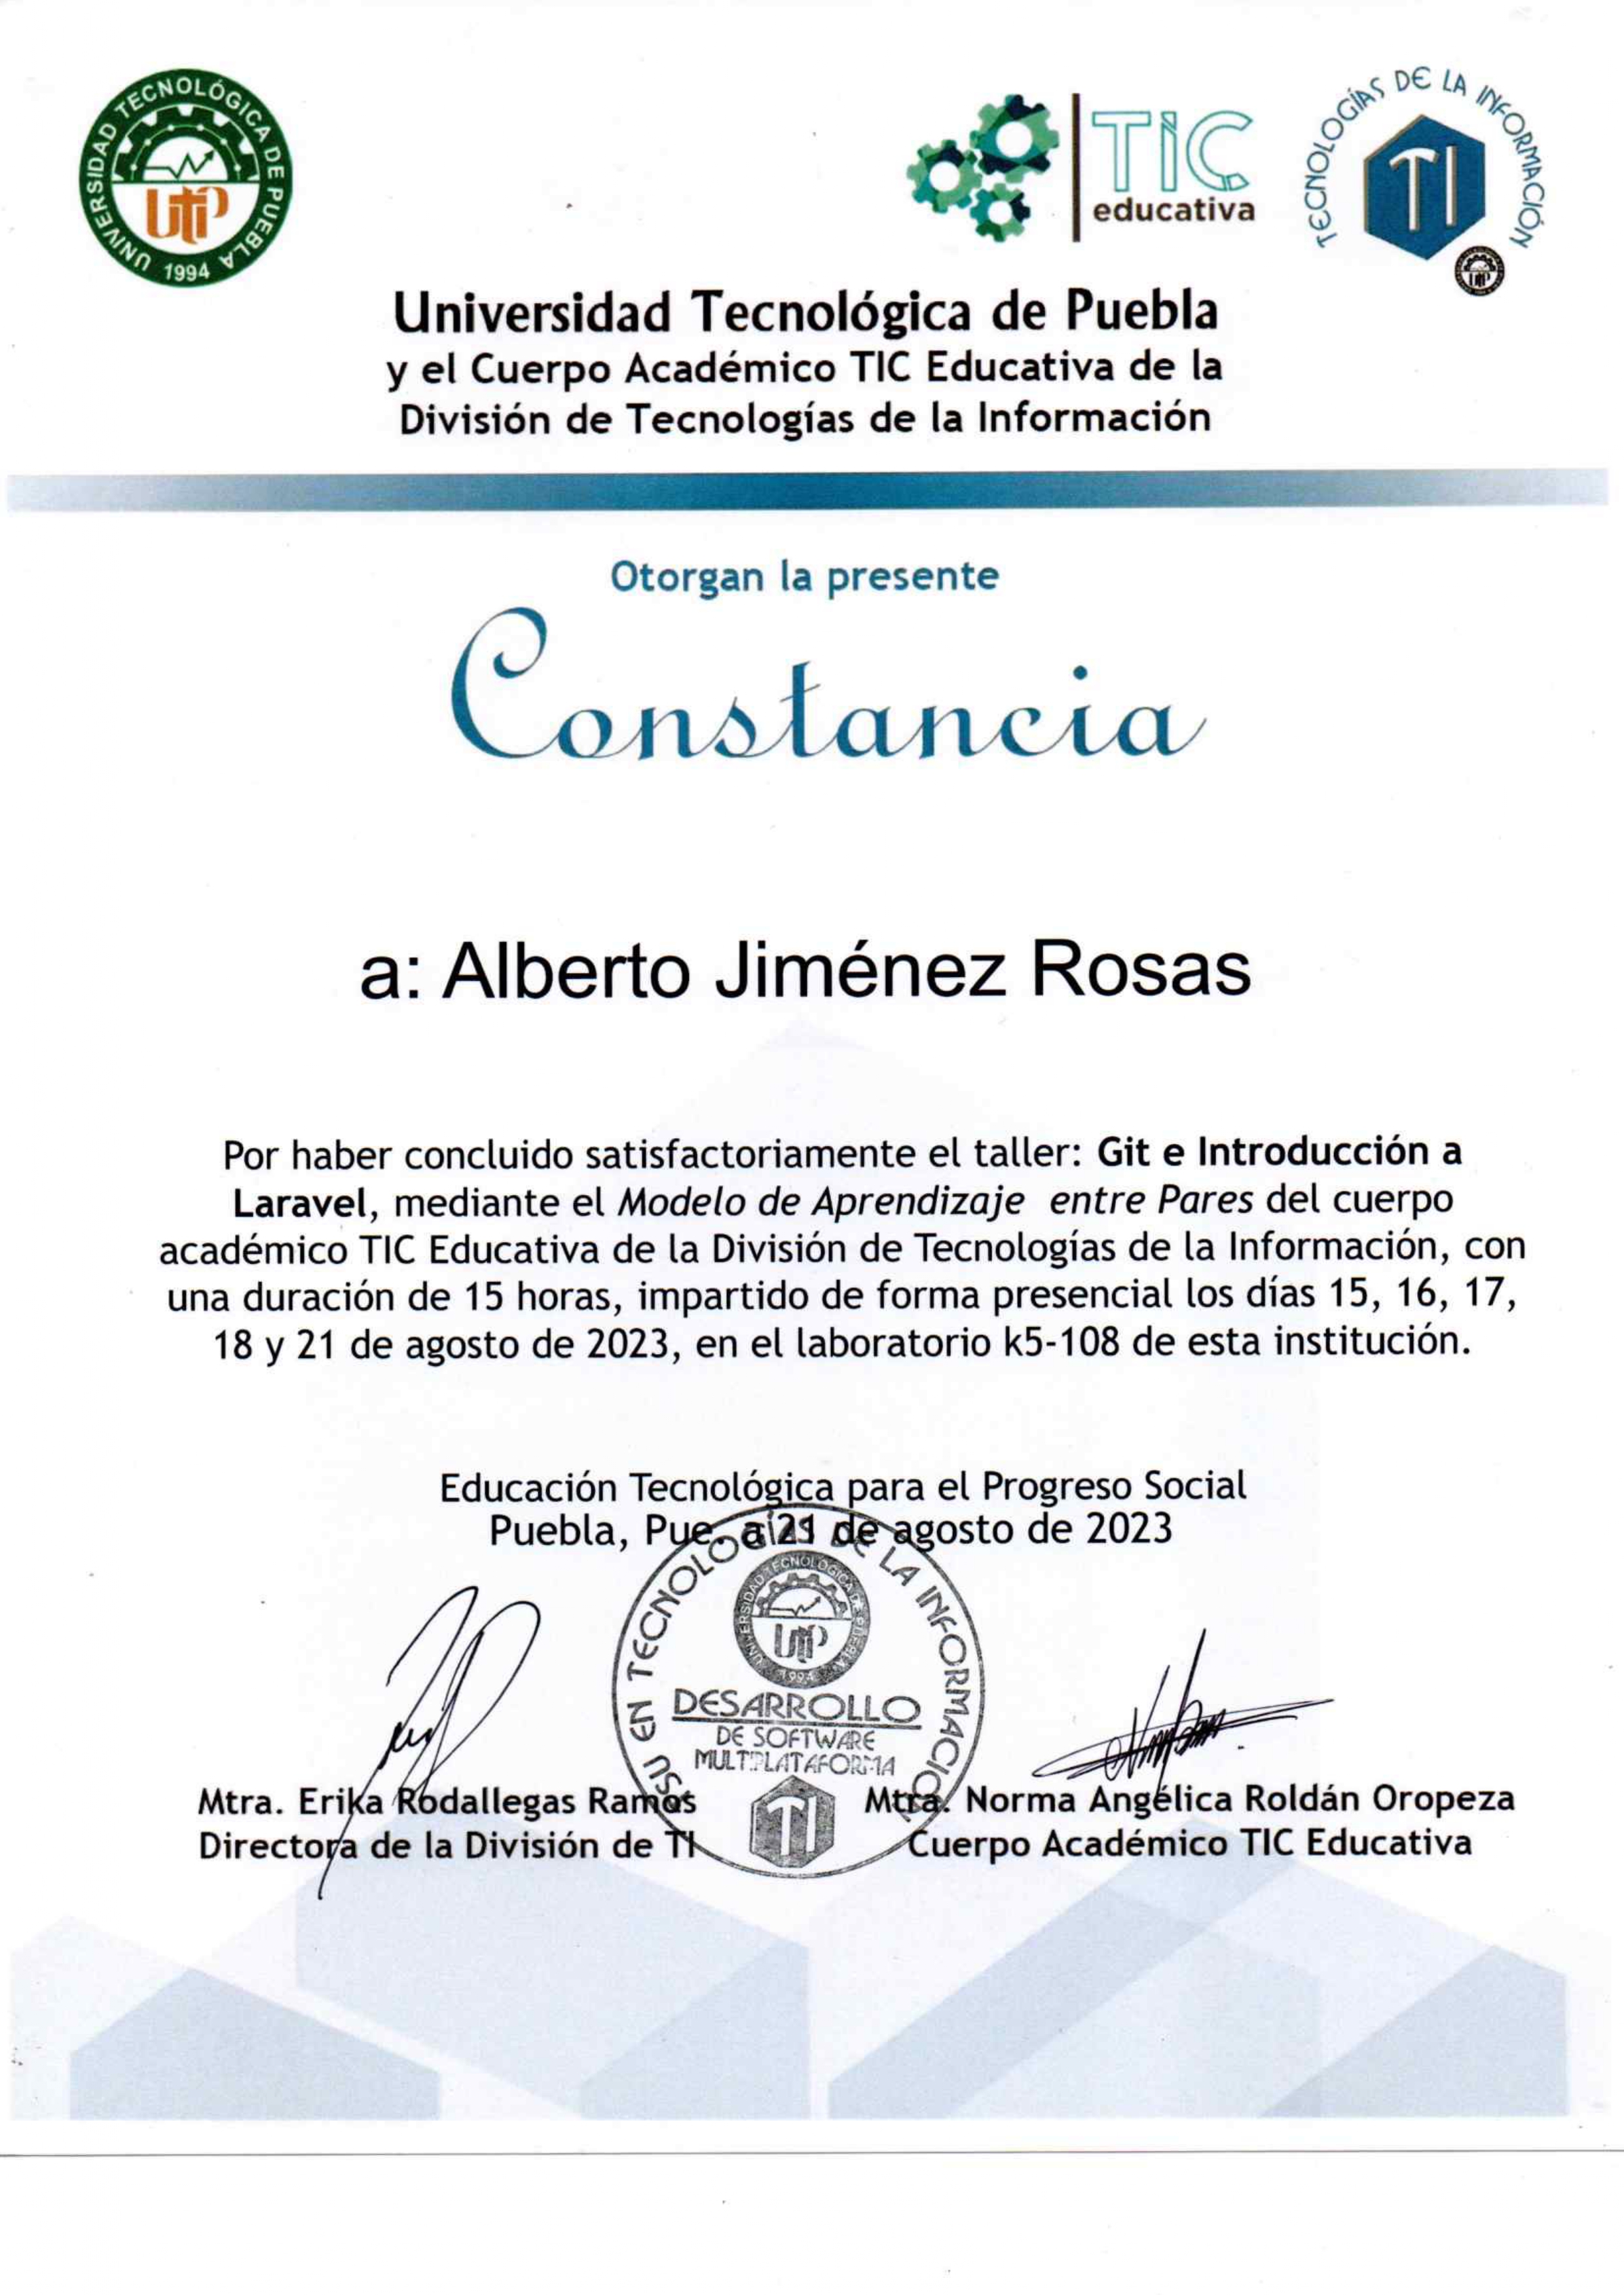 UNIVERSIDAD TECNOLÓGICA DE PUEBLA
UTP
1994
TIC
educativa
TECNOLOGÍAS DE LA INFORMACIÓN
TI
UTP
Universidad Tecnológica de Puebla
y el Cuerpo Académico TIC Educativa de la
División de Tecnologías de la Información
Otorgan la presente
Constancia
a: Alberto Jiménez Rosas
Por haber concluido satisfactoriamente el taller: Git e Introducción a
Laravel, mediante el Modelo de Aprendizaje entre Pares del cuerpo
académico TIC Educativa de la División de Tecnologías de la Información, con
una duración de 15 horas, impartido de forma presencial los días 15, 16, 17,
18 y 21 de agosto de 2023, en el laboratorio k5-108 de esta institución.
Educación Tecnológica para el Progreso Social
Puebla, Pue. a 21 de agosto de 2023
TSU EN TECNOLOGÍAS DE LA INFORMACIÓN
UNIVERSIDAD TECNOLÓGICA DE PUEBLA
UTP
1994
DESARROLLO
DE SOFTWARE
MULTIPLATAFORMA
TI
Mtra. Erika Rodallegas Ramos
Directora de la División de TI
Mtra. Norma Angélica Roldán Oropeza
Cuerpo Académico TIC Educativa